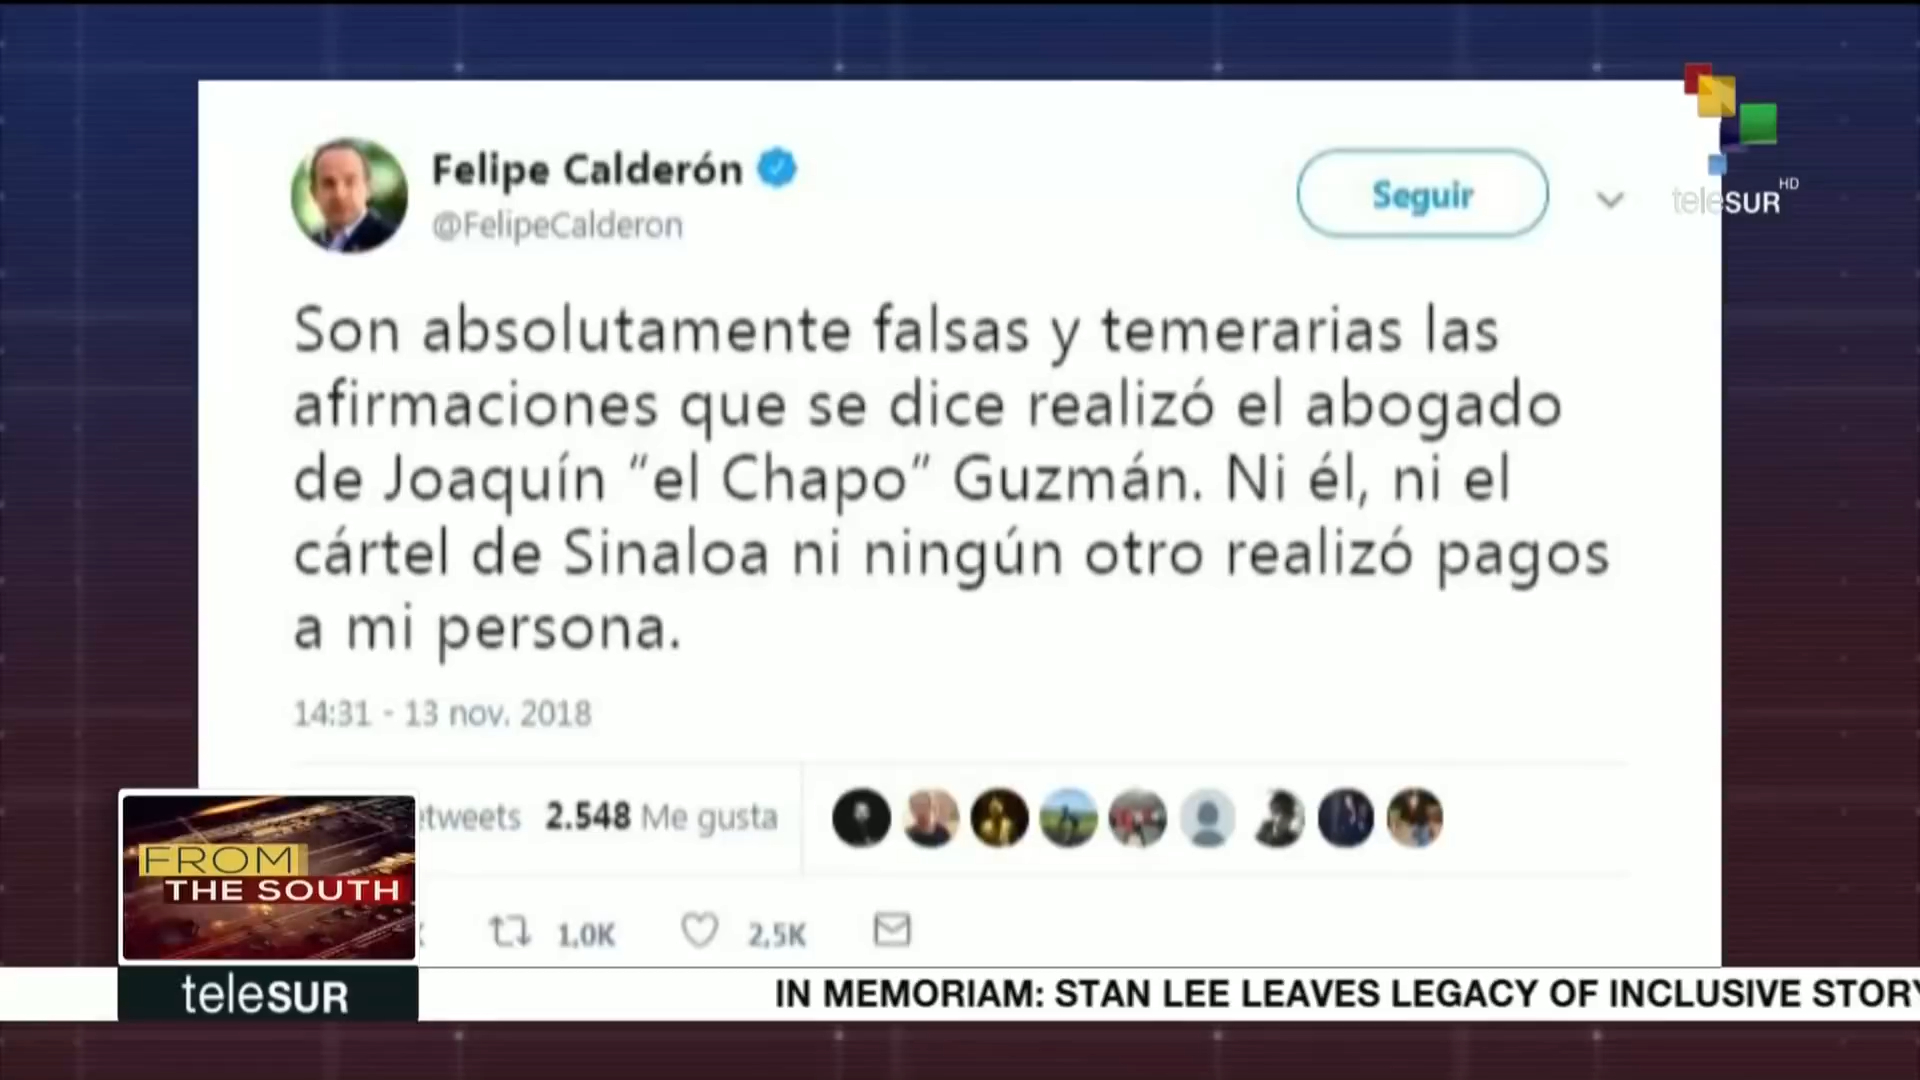 Felipe Calderón
@FelipeCalderon
Seguir
teleSUR HD
Son absolutamente falsas y temerarias las
afirmaciones que se dice realizó el abogado
de Joaquín “el Chapo” Guzmán. Ni él, ni el
cártel de Sinaloa ni ningún otro realizó pagos
a mi persona.
14:31 - 13 nov. 2018
etweets 2.548 Me gusta
1,0K 2,5K
FROM
THE SOUTH
teleSUR
IN MEMORIAM: STAN LEE LEAVES LEGACY OF INCLUSIVE STORY